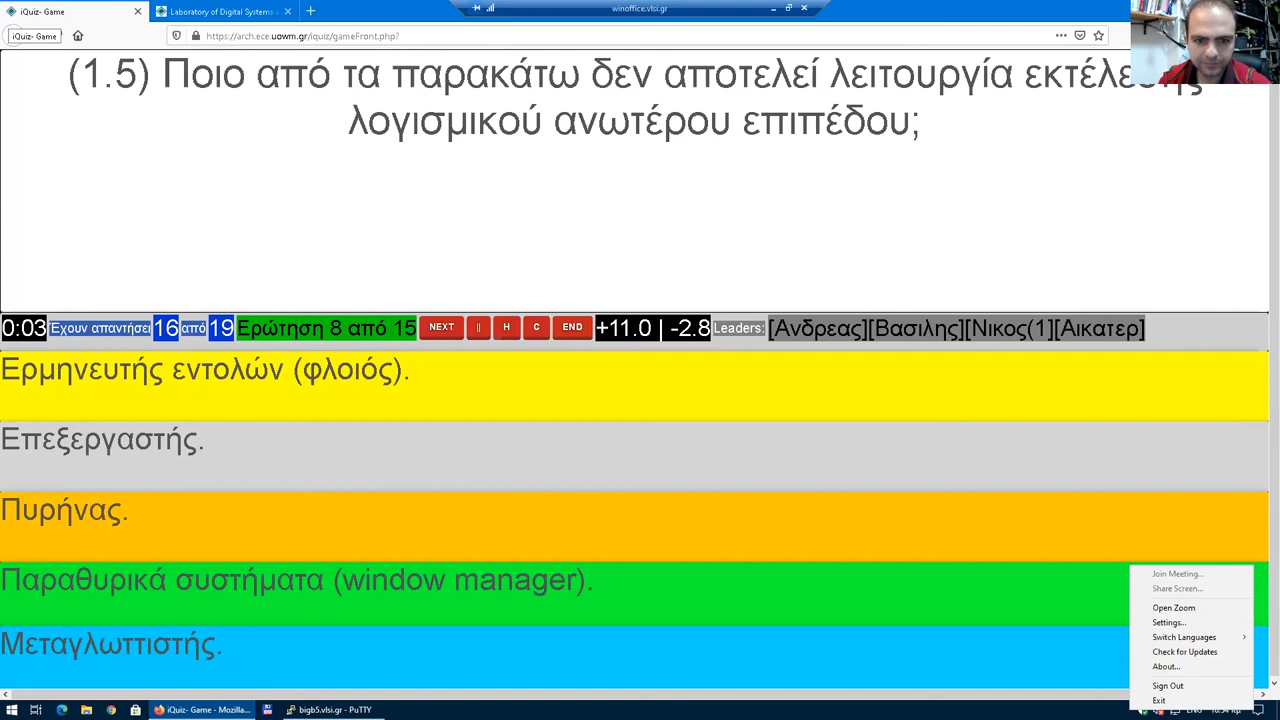 iQuiz- Game
Laboratory of Digital Systems
winoffice.vlsi.gr
iQuiz- Game
https://arch.ece.uowm.gr/iquiz/gameFront.php?
(1.5) Ποιο από τα παρακάτω δεν αποτελεί λειτουργία εκτέλεσης
λογισμικού ανωτέρου επιπέδου;
0:03 Έχουν απαντήσει 16 από 19 Ερώτηση 8 από 15 NEXT || H C END +11.0 | -2.8 Leaders: [Ανδρεας][Βασιλης][Νικος(1][Αικατερ]
Ερμηνευτής εντολών (φλοιός).
Επεξεργαστής.
Πυρήνας.
Παραθυρικά συστήματα (window manager).
Μεταγλωττιστής.
Join Meeting...
Share Screen...
Open Zoom
Settings...
Switch Languages
Check for Updates
About...
Sign Out
Exit
iQuiz- Game - Mozilla...
bigb5.vlsi.gr - PuTTY